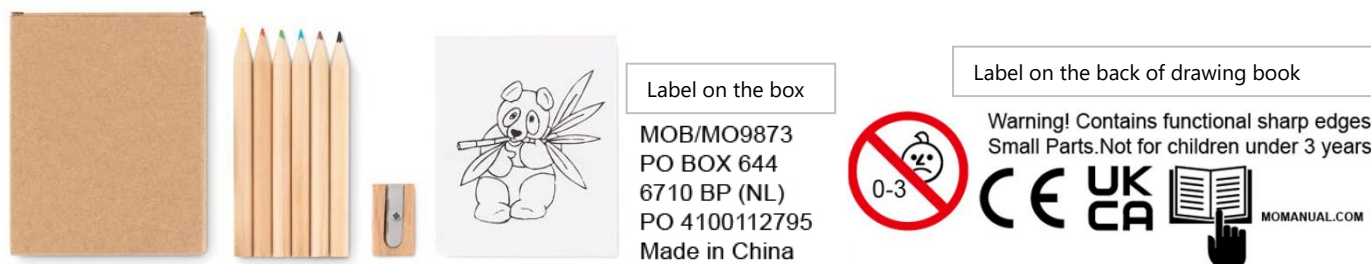 Label on the box
MOB/MO9873
PO BOX 644
6710 BP (NL)
PO 4100112795
Made in China
Label on the back of drawing book
Warning! Contains functional sharp edges
Small Parts.Not for children under 3 years
0-3
CE
UK
CA
MOMANUAL.COM